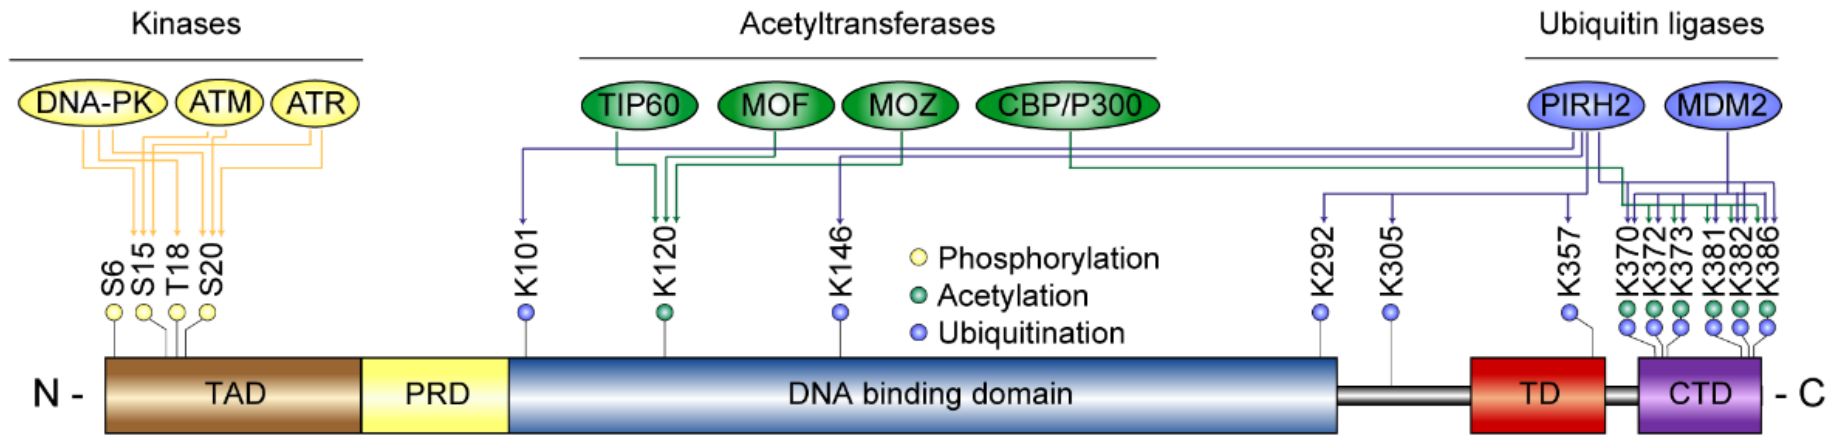 Kinases
Acetyltransferases
Ubiquitin ligases
DNA-PK
ATM
ATR
TIP60
MOF
MOZ
CBP/P300
PIRH2
MDM2
S6
S15
T18
S20
K101
K120
K146
K292
K305
K357
K370
K372
K373
K381
K382
K386
Phosphorylation
Acetylation
Ubiquitination
N -
TAD
PRD
DNA binding domain
TD
CTD
- C